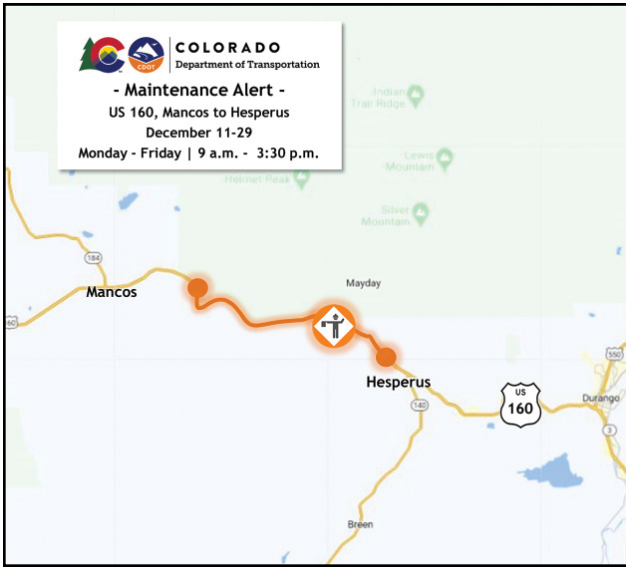 CDOT
COLORADO
Department of Transportation
- Maintenance Alert -
US 160, Mancos to Hesperus
December 11-29
Monday - Friday | 9 a.m. - 3:30 p.m.
Indian
Trail Ridge
Lewis
Mountain
Helmet Peak
Silver
Mountain
184
Mancos
Mayday
60
Hesperus
550
US
160
Durango
140
3
Breen